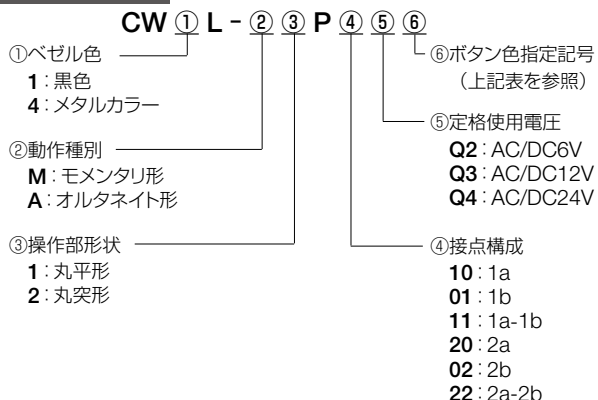 CW ① L - ② ③ P ④ ⑤ ⑥
①ベゼル色
1：黒色
4：メタルカラー
②動作種別
M：モメンタリ形
A：オルタネイト形
③操作部形状
1：丸平形
2：丸突形
⑥ボタン色指定記号
（上記表を参照）
⑤定格使用電圧
Q2：AC/DC6V
Q3：AC/DC12V
Q4：AC/DC24V
④接点構成
10：1a
01：1b
11：1a-1b
20：2a
02：2b
22：2a-2b